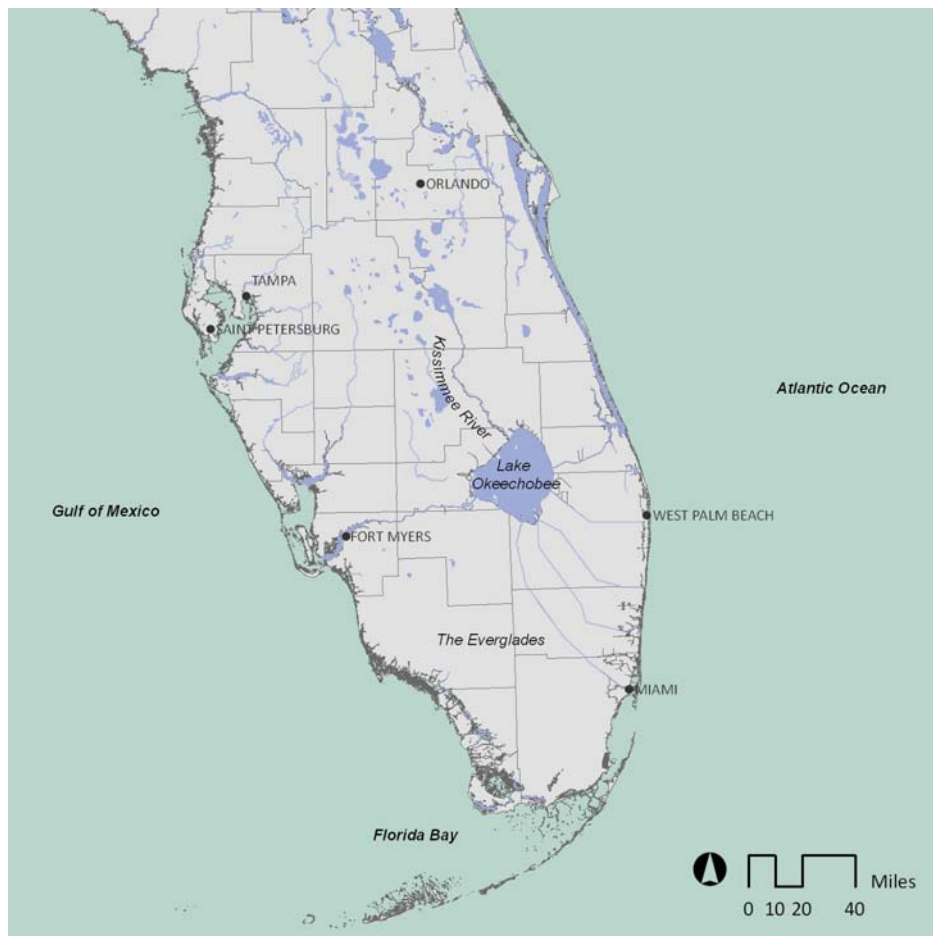 ORLANDO
TAMPA
SAINT PETERSBURG
Kissimmee River
Atlantic Ocean
Lake
Okeechobee
Gulf of Mexico
WEST PALM BEACH
FORT MYERS
The Everglades
MIAMI
Florida Bay
Miles
0 10 20 40